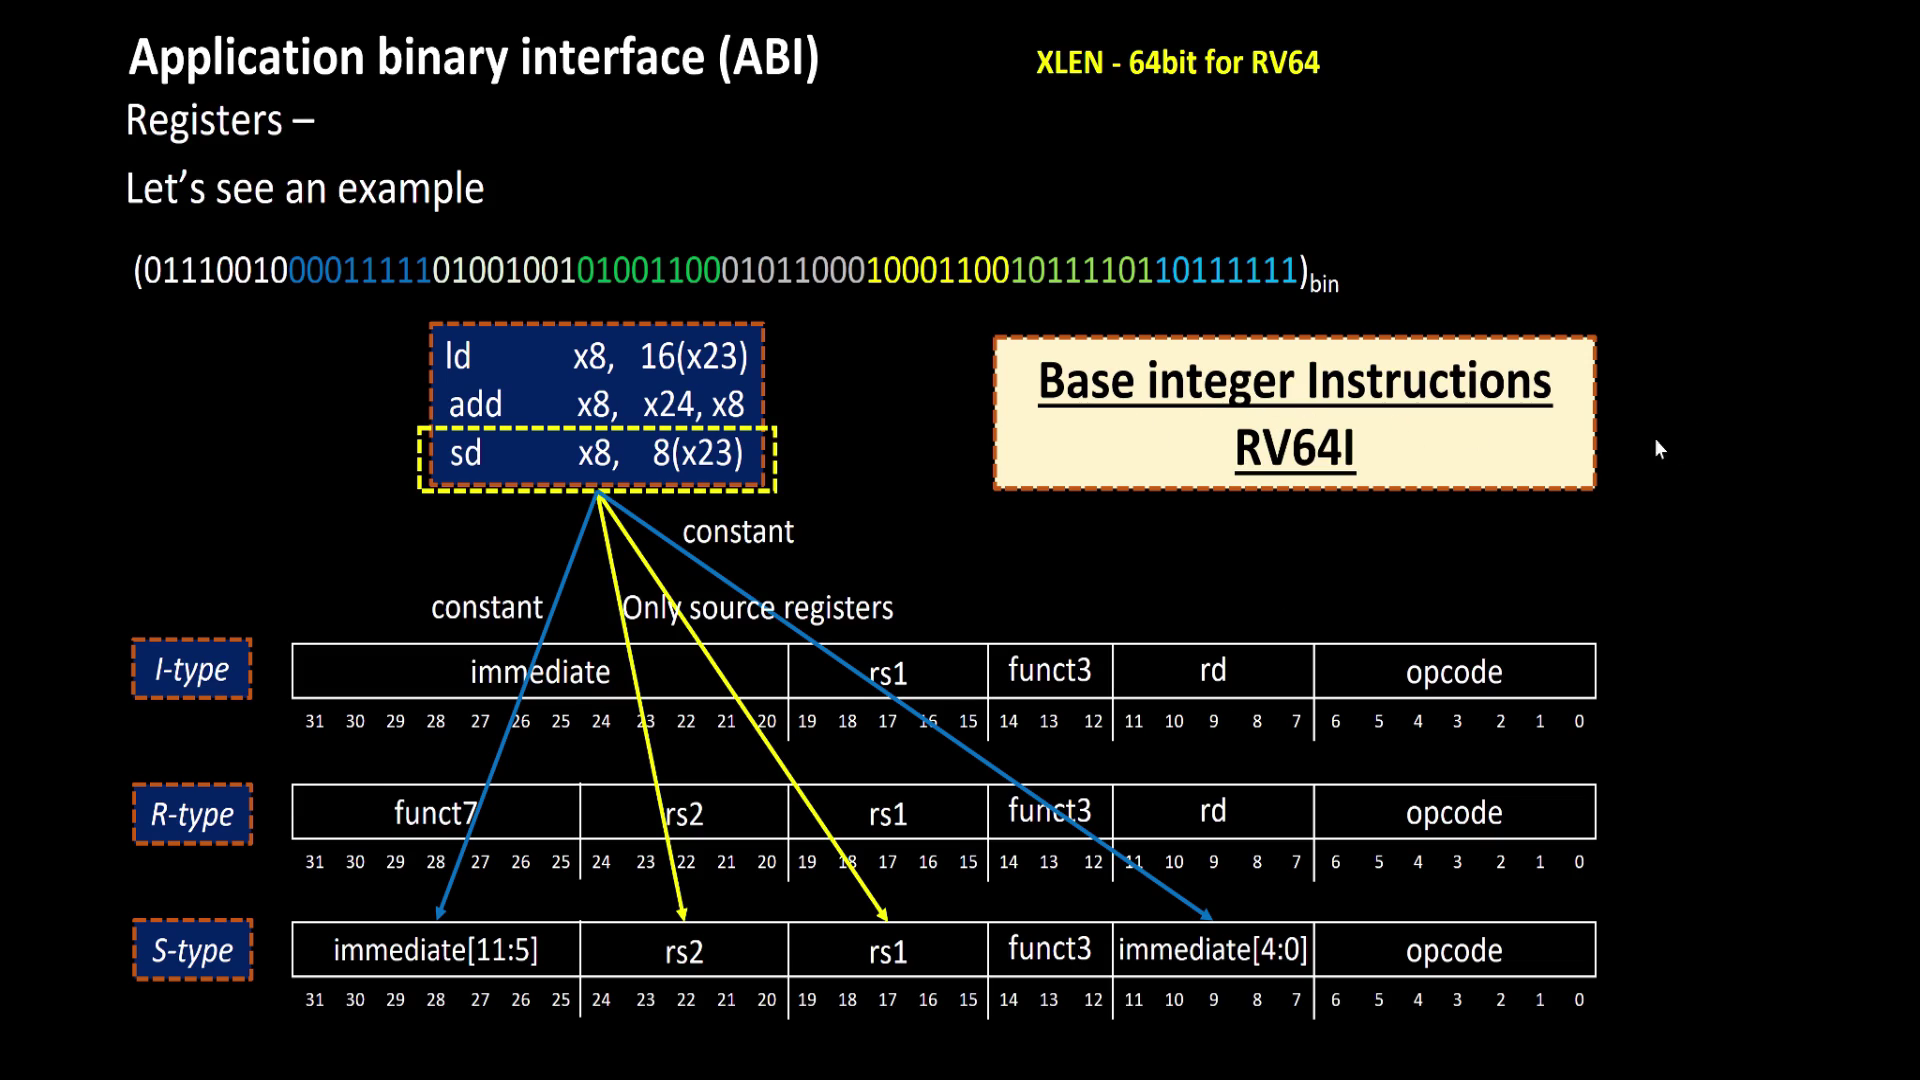 Application binary interface (ABI)
XLEN - 64bit for RV64
Registers –
Let's see an example
(0111001000011111010010010100110001011000100011001011110110111111)bin
ld x8, 16(x23)
add x8, x24, x8
sd x8, 8(x23)
Base integer Instructions
RV64I
constant
constant
Only source registers
I-type immediate rs1 funct3 rd opcode
31 30 29 28 27 26 25 24 23 22 21 20 19 18 17 16 15 14 13 12 11 10 9 8 7 6 5 4 3 2 1 0
R-type funct7 rs2 rs1 funct3 rd opcode
31 30 29 28 27 26 25 24 23 22 21 20 19 18 17 16 15 14 13 12 11 10 9 8 7 6 5 4 3 2 1 0
S-type immediate[11:5] rs2 rs1 funct3 immediate[4:0] opcode
31 30 29 28 27 26 25 24 23 22 21 20 19 18 17 16 15 14 13 12 11 10 9 8 7 6 5 4 3 2 1 0